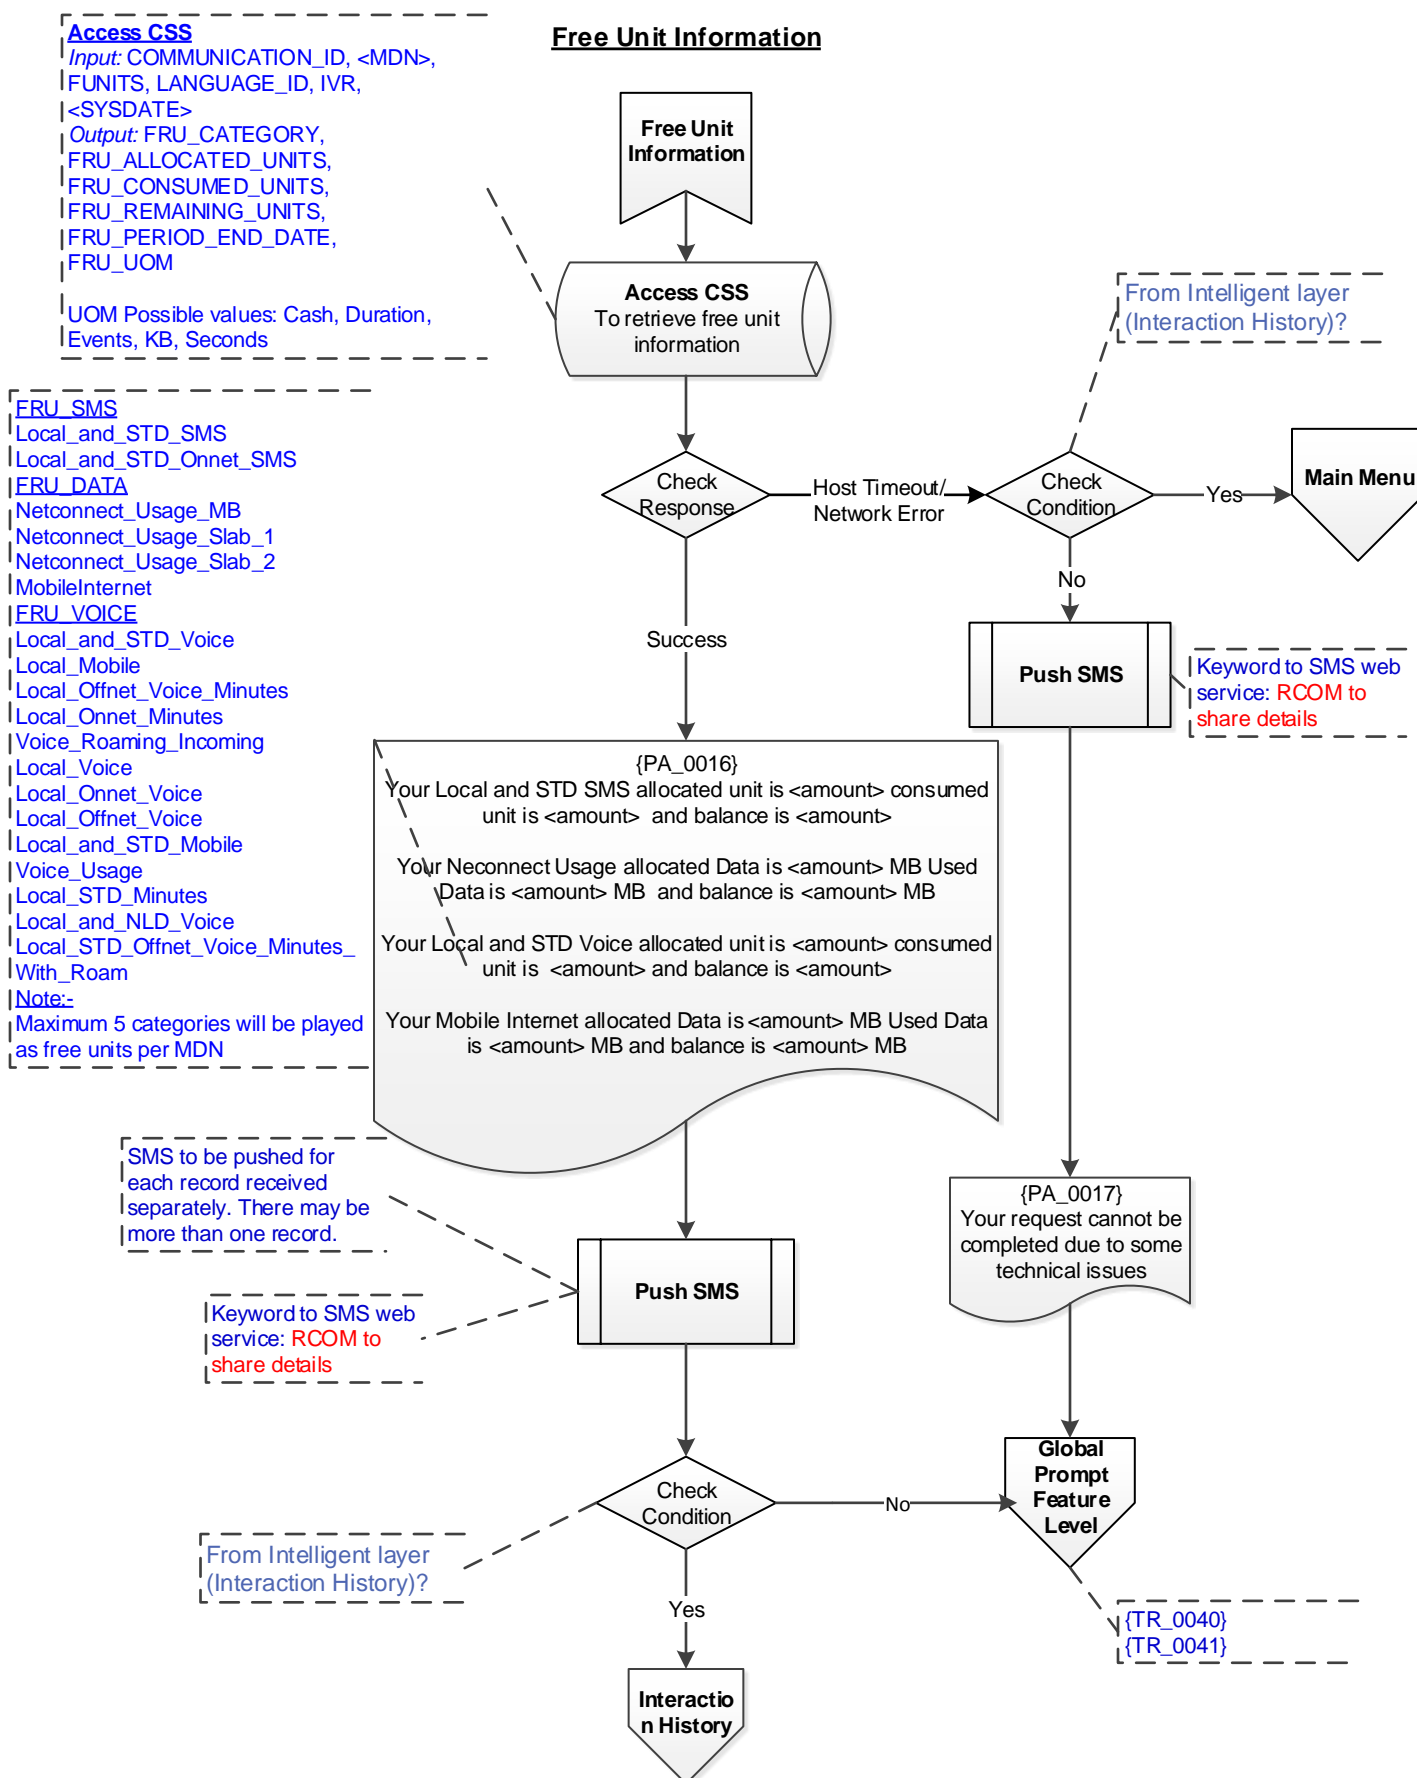 Free Unit Information
Access CSS
Input: COMMUNICATION_ID, <MDN>,
FUNITS, LANGUAGE_ID, IVR,
<SYSDATE>
Output: FRU_CATEGORY,
FRU_ALLOCATED_UNITS,
FRU_CONSUMED_UNITS,
FRU_REMAINING_UNITS,
FRU_PERIOD_END_DATE,
FRU_UOM
UOM Possible values: Cash, Duration,
Events, KB, Seconds
Free Unit
Information
Access CSS
To retrieve free unit
information
From Intelligent layer
(Interaction History)?
FRU_SMS
Local_and_STD_SMS
Local_and_STD_Onnet_SMS
FRU_DATA
Netconnect_Usage_MB
Netconnect_Usage_Slab_1
Netconnect_Usage_Slab_2
MobileInternet
FRU_VOICE
Local_and_STD_Voice
Local_Mobile
Local_Offnet_Voice_Minutes
Local_Onnet_Minutes
Voice_Roaming_Incoming
Local_Voice
Local_Onnet_Voice
Local_Offnet_Voice
Local_and_STD_Mobile
Voice_Usage
Local_STD_Minutes
Local_and_NLD_Voice
Local_STD_Offnet_Voice_Minutes_
With_Roam
Note:-
Maximum 5 categories will be played
as free units per MDN
Check
Response
Host Timeout/
Network Error
Check
Condition
Yes
Main Menu
No
Success
Push SMS
Keyword to SMS web
service: RCOM to
share details
{PA_0016}
Your Local and STD SMS allocated unit is <amount> consumed
unit is <amount> and balance is <amount>
Your Neconnect Usage allocated Data is <amount> MB Used
Data is <amount> MB and balance is <amount> MB
Your Local and STD Voice allocated unit is <amount> consumed
unit is <amount> and balance is <amount>
Your Mobile Internet allocated Data is <amount> MB Used Data
is <amount> MB and balance is <amount> MB
SMS to be pushed for
each record received
separately. There may be
more than one record.
{PA_0017}
Your request cannot be
completed due to some
technical issues
Push SMS
Keyword to SMS web
service: RCOM to
share details
Global
Prompt
Feature
Level
Check
Condition
No
From Intelligent layer
(Interaction History)?
Yes
{TR_0040}
{TR_0041}
Interactio
n History